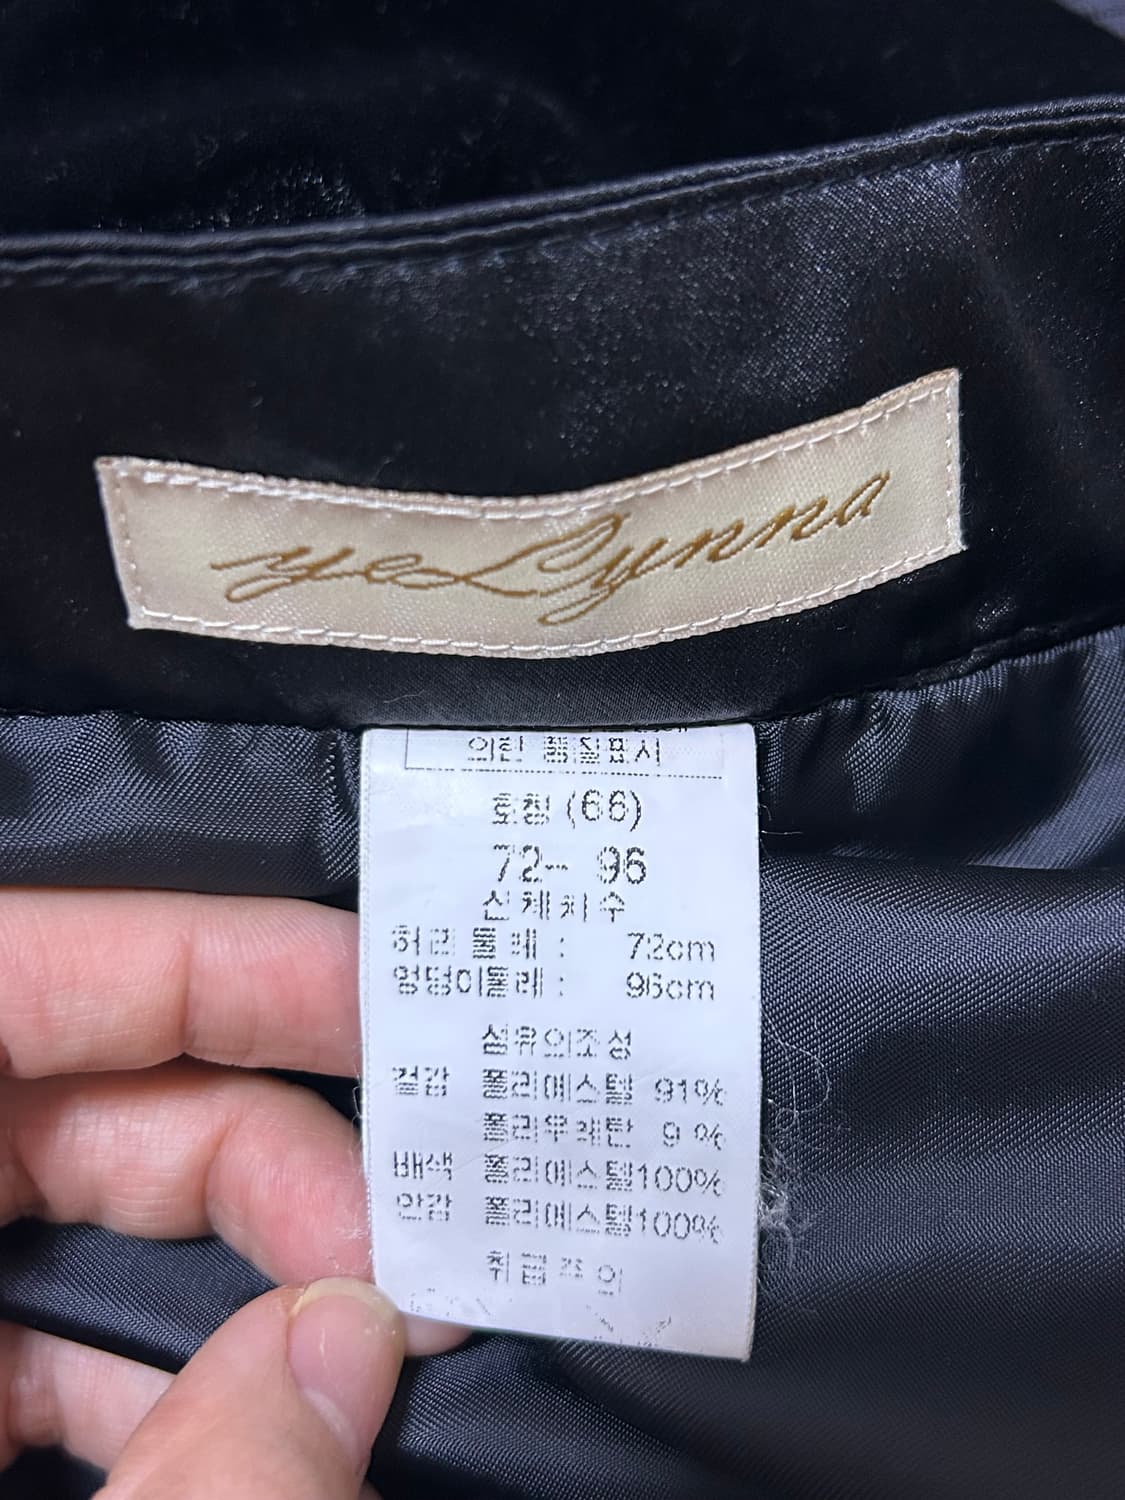 yeLynna
의류 품질표시
호칭 (66)
72- 96
신체치수
허리 둘레 : 72cm
엉덩이둘레 : 96cm
섬유의조성
겉감 폴리에스텔 91%
폴리우레탄 9 %
배색 폴리에스텔100%
안감 폴리에스텔100%
취급주의